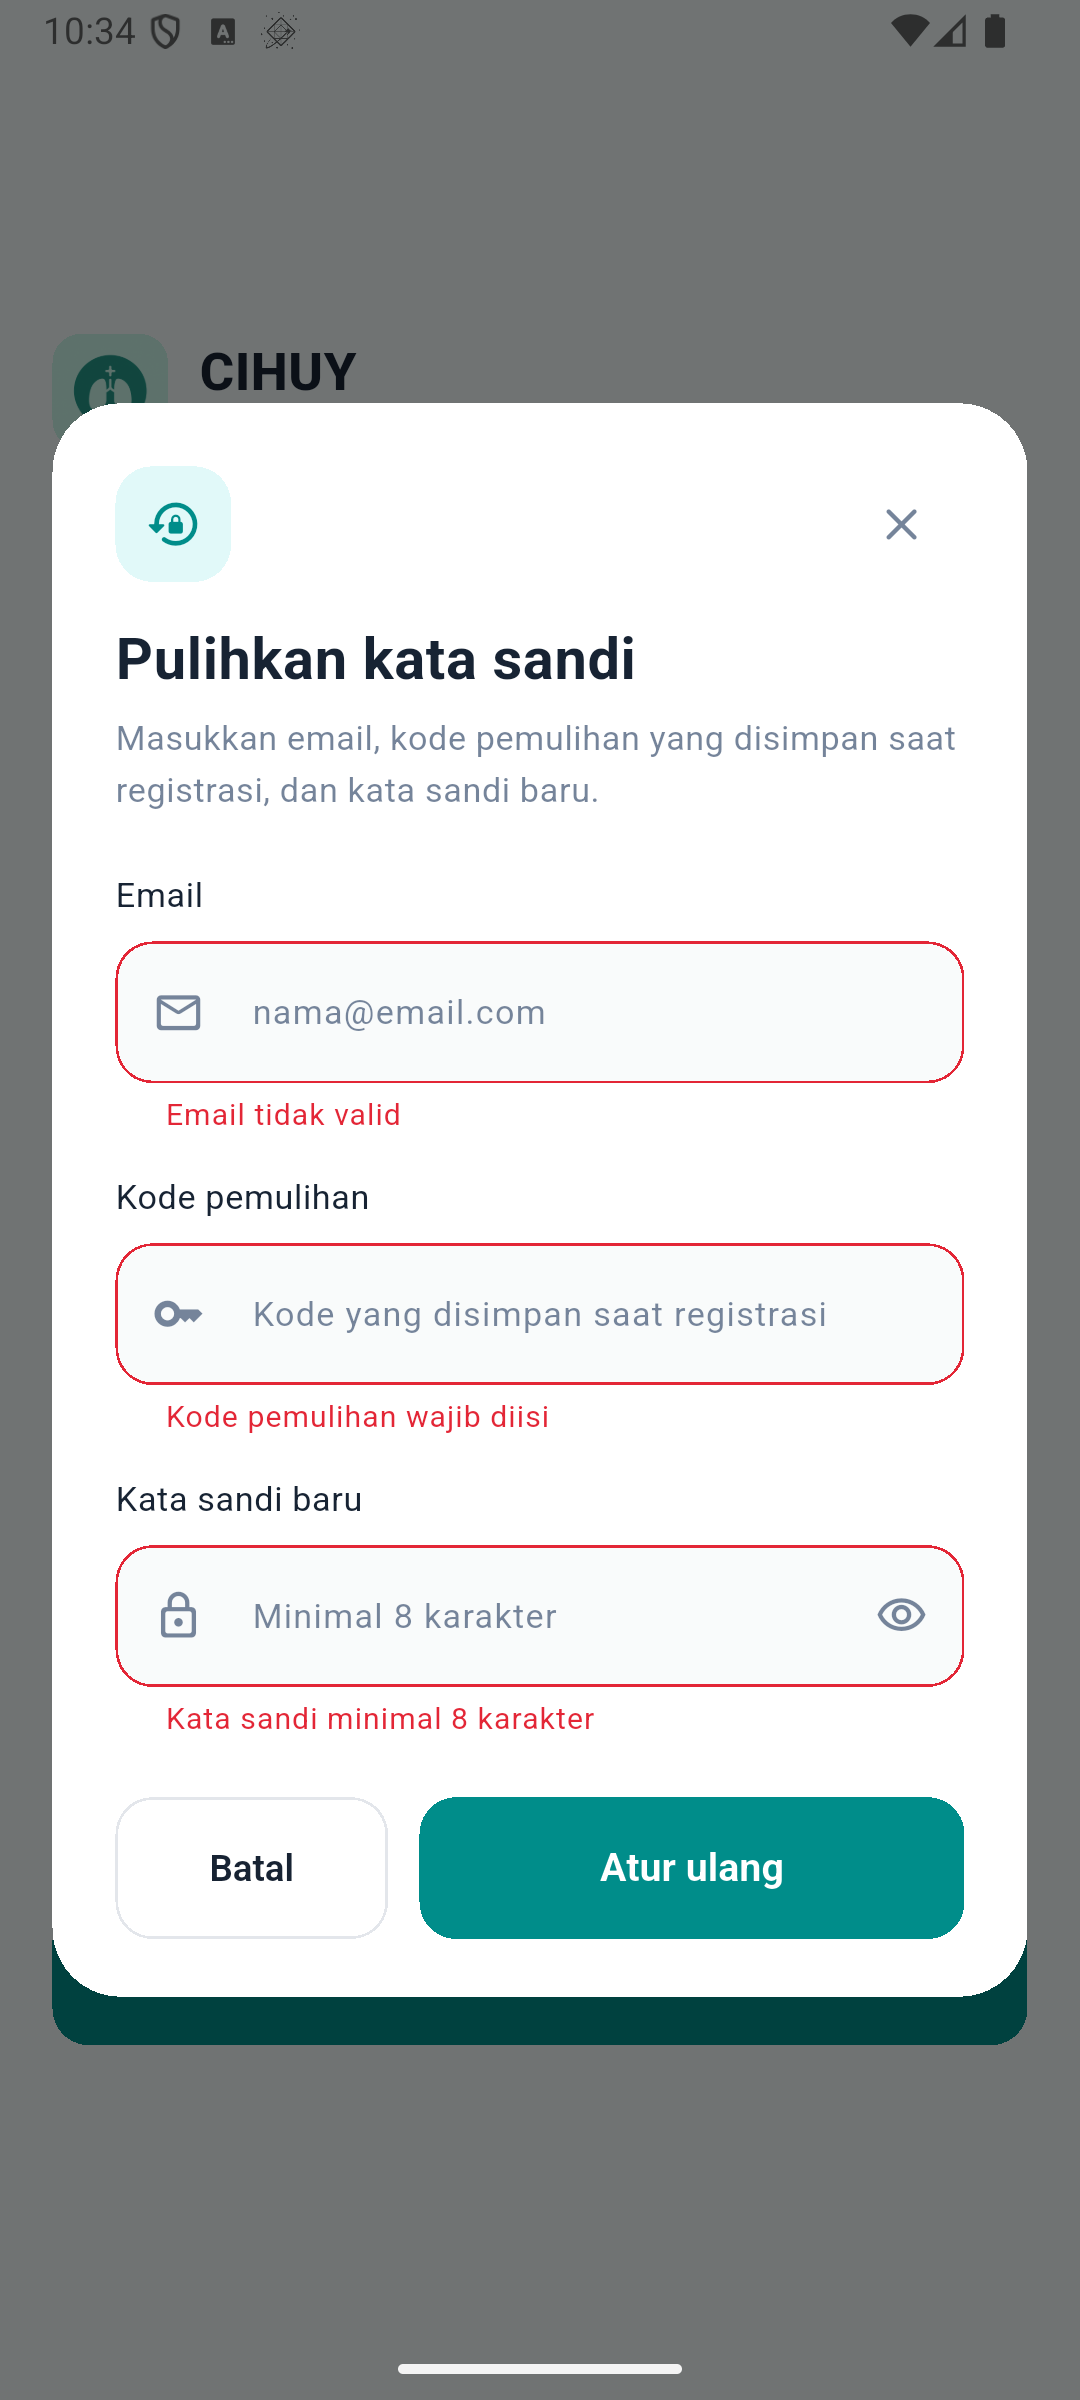 10:34
CIHUY
Pulihkan kata sandi
Masukkan email, kode pemulihan yang disimpan saat
registrasi, dan kata sandi baru.
Email
nama@email.com
Email tidak valid
Kode pemulihan
Kode yang disimpan saat registrasi
Kode pemulihan wajib diisi
Kata sandi baru
Minimal 8 karakter
Kata sandi minimal 8 karakter
Batal
Atur ulang